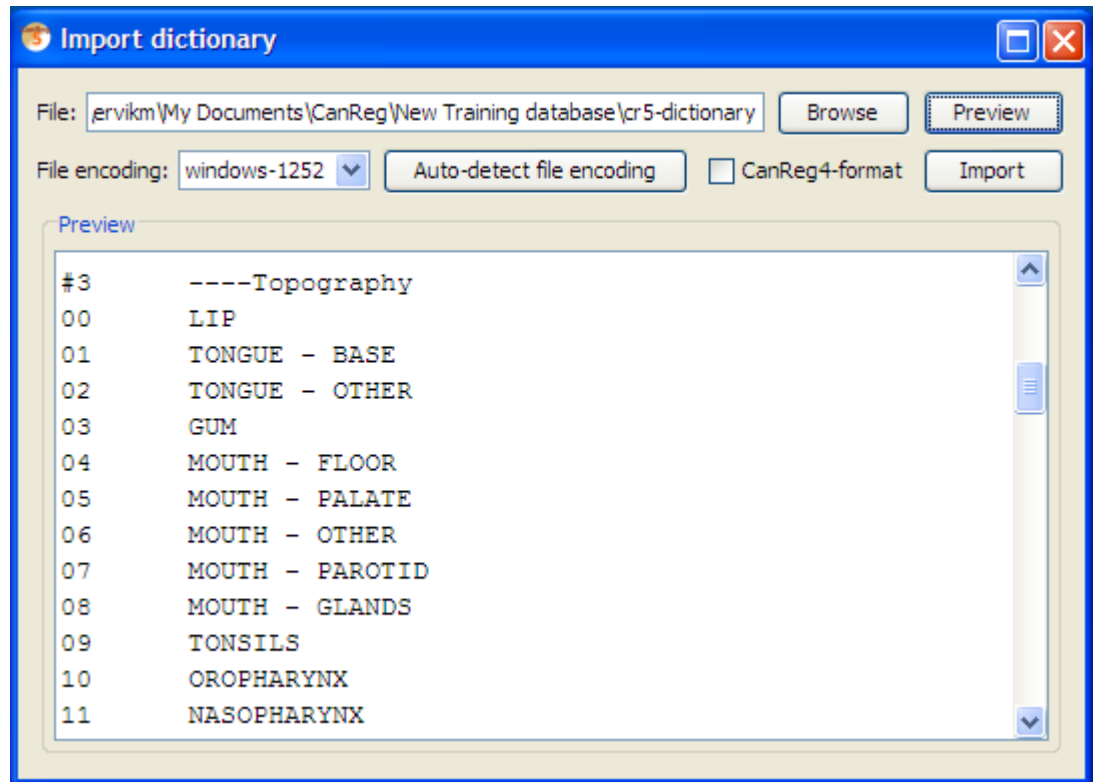 Import dictionary
File: ervikm\My Documents\CanReg\New Training database\cr5-dictionary Browse Preview
File encoding: windows-1252 Auto-detect file encoding CanReg4-format Import
Preview
#3 ----Topography
00 LIP
01 TONGUE - BASE
02 TONGUE - OTHER
03 GUM
04 MOUTH - FLOOR
05 MOUTH - PALATE
06 MOUTH - OTHER
07 MOUTH - PAROTID
08 MOUTH - GLANDS
09 TONSILS
10 OROPHARYNX
11 NASOPHARYNX